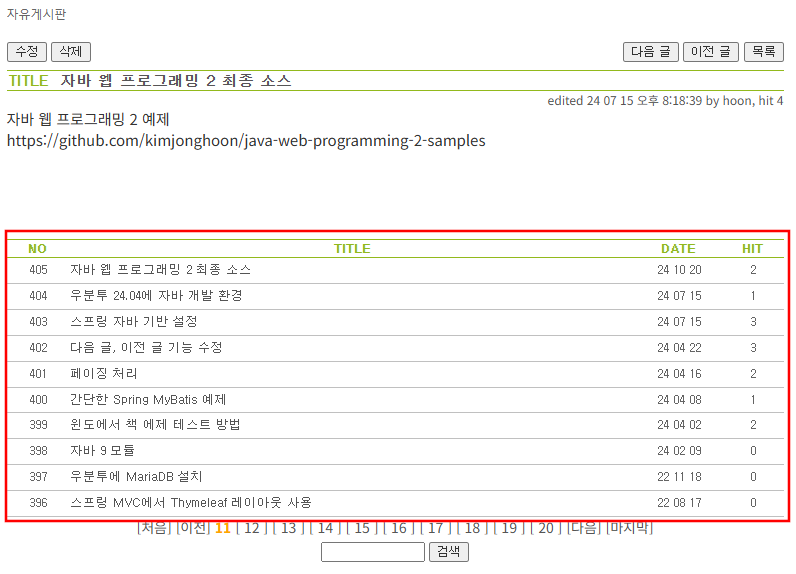 자유게시판
수정 삭제 다음 글 이전 글 목록
TITLE 자바 웹 프로그래밍 2 최종 소스
edited 24 07 15 오후 8:18:39 by hoon, hit 4
자바 웹 프로그래밍 2 예제
https://github.com/kimjonghoon/java-web-programming-2-samples
NO TITLE DATE HIT
405 자바 웹 프로그래밍 2 최종 소스 24 10 20 2
404 우분투 24.04에 자바 개발 환경 24 07 15 1
403 스프링 자바 기반 설정 24 07 15 3
402 다음 글, 이전 글 기능 수정 24 04 22 3
401 페이징 처리 24 04 16 2
400 간단한 Spring MyBatis 예제 24 04 08 1
399 윈도에서 책 에제 테스트 방법 24 04 02 2
398 자바 9 모듈 24 02 09 0
397 우분투에 MariaDB 설치 22 11 18 0
396 스프링 MVC에서 Thymeleaf 레이아웃 사용 22 08 17 0
[처음] [이전] 11 [ 12 ] [ 13 ] [ 14 ] [ 15 ] [ 16 ] [ 17 ] [ 18 ] [ 19 ] [ 20 ] [다음] [마지막]
검색